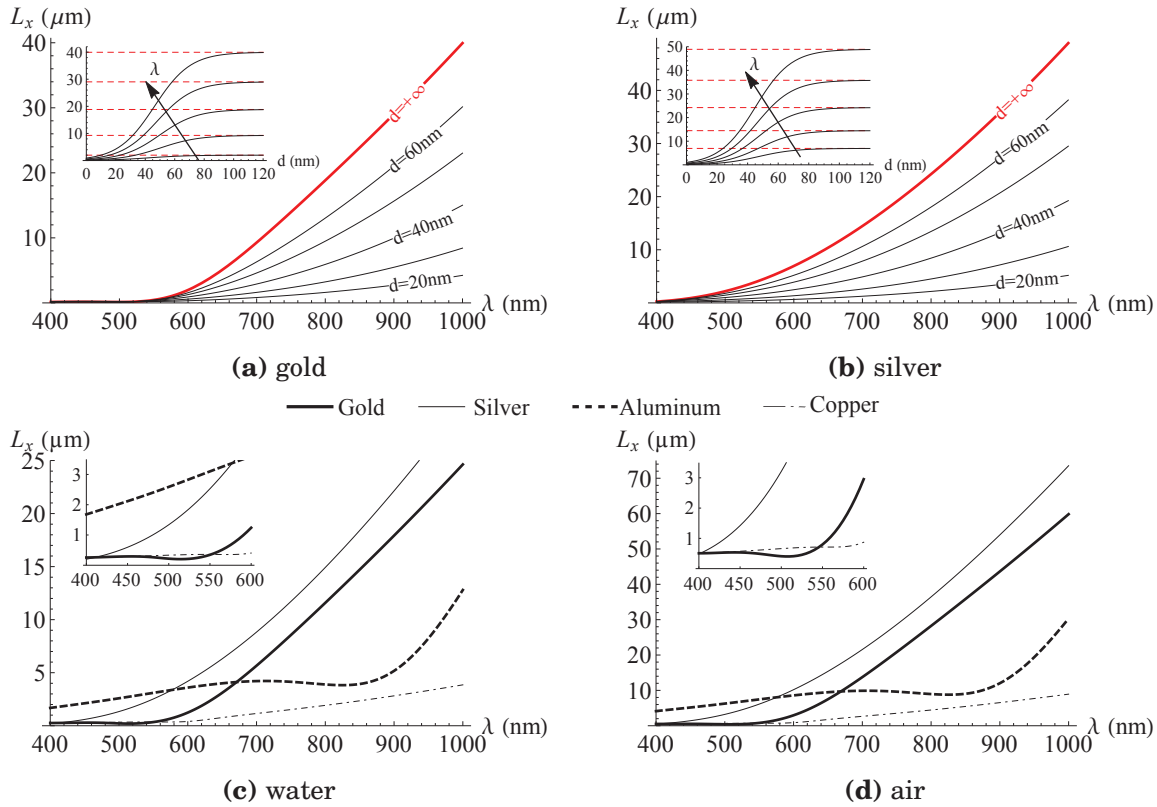 L_x (μm)
40
30
20
10
400 500 600 700 800 900 1000 λ (nm)
40
30
20
10
0 20 40 60 80 100 120 d (nm)
λ
d=+∞
d=60nm
d=40nm
d=20nm
(a) gold
L_x (μm)
40
20
400 500 600 700 800 900 1000 λ (nm)
50
40
30
20
10
0 20 40 60 80 100 120 d (nm)
λ
d=+∞
d=60nm
d=40nm
d=20nm
(b) silver
Gold Silver Aluminum Copper
L_x (μm)
25
20
15
10
5
400 500 600 700 800 900 1000 λ (nm)
3
2
1
400 450 500 550 600
(c) water
L_x (μm)
70
60
50
40
30
20
10
400 500 600 700 800 900 1000 λ (nm)
3
2
1
400 450 500 550 600
(d) air